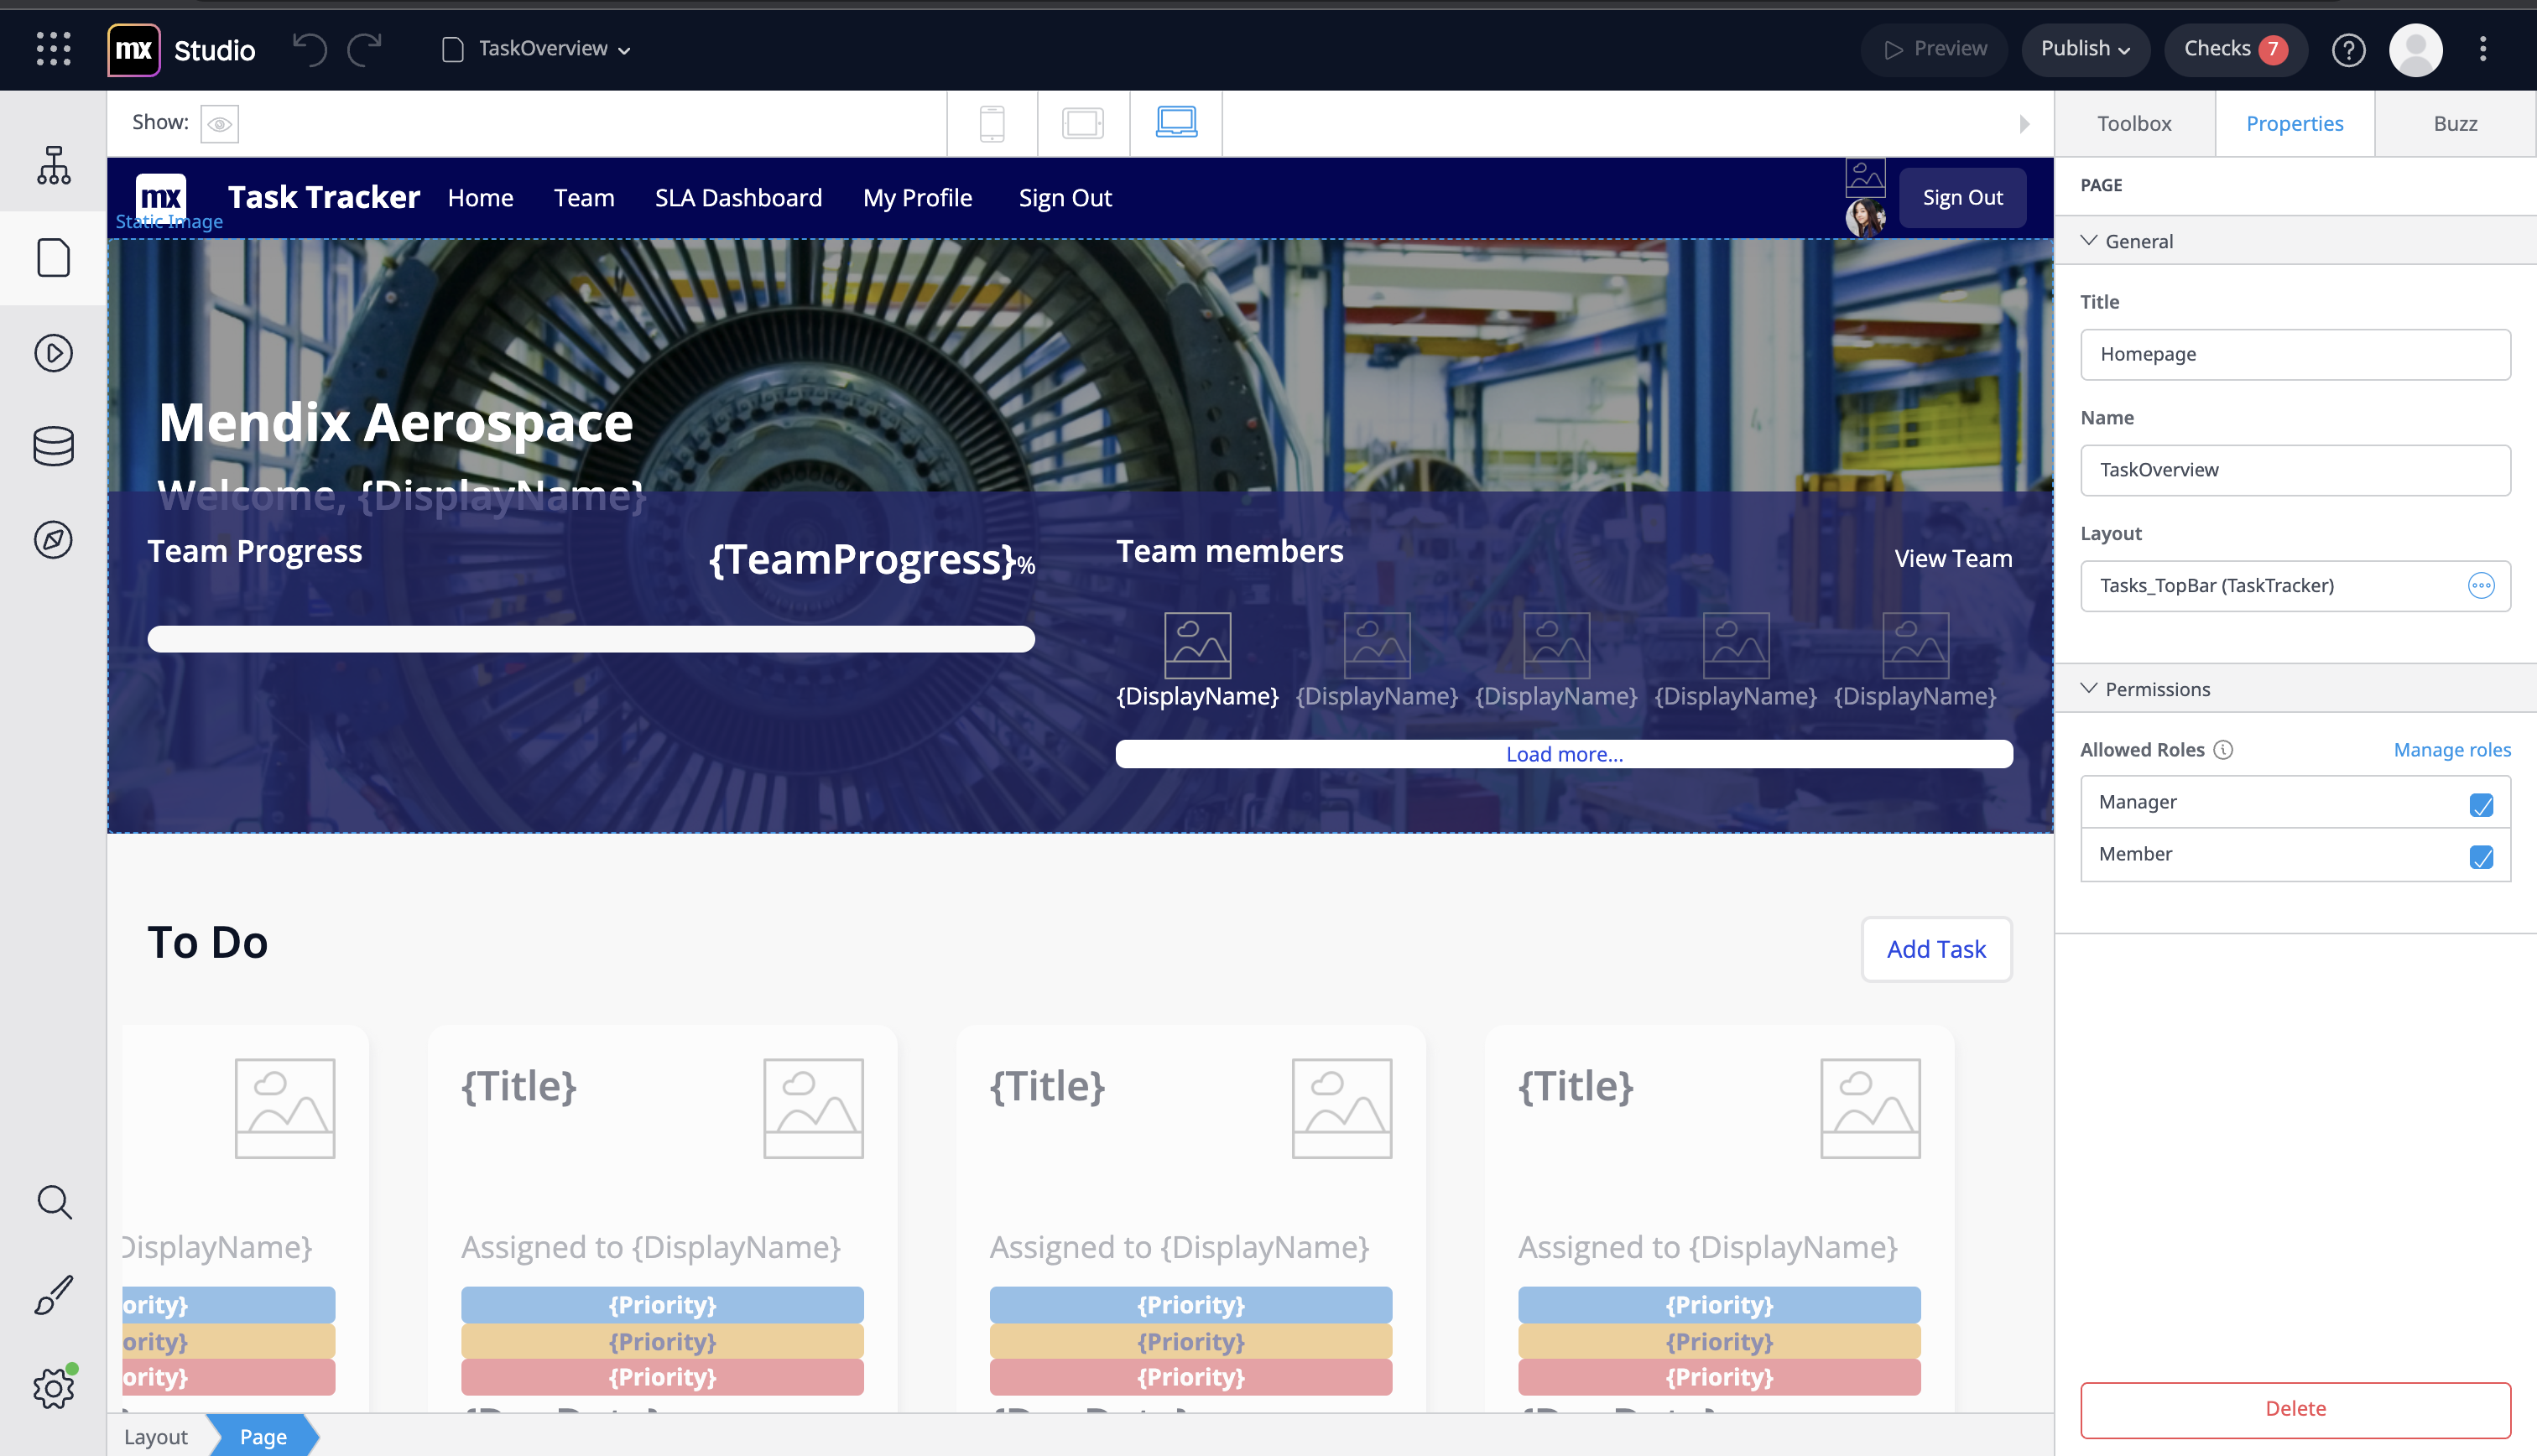 mx Studio TaskOverview Preview Publish Checks 7 ?
Show:
Toolbox Properties Buzz
mx Task Tracker Home Team SLA Dashboard My Profile Sign Out Sign Out
Static Image
Mendix Aerospace
Welcome, {DisplayName}
Team Progress {TeamProgress}%
Team members View Team
{DisplayName} {DisplayName} {DisplayName} {DisplayName} {DisplayName}
Load more...
To Do Add Task
{Title} {Title} {Title}
DisplayName} Assigned to {DisplayName} Assigned to {DisplayName} Assigned to {DisplayName}
ority} {Priority} {Priority} {Priority}
ority} {Priority} {Priority} {Priority}
ority} {Priority} {Priority} {Priority}
Layout Page
PAGE
General
Title
Homepage
Name
TaskOverview
Layout
Tasks_TopBar (TaskTracker)
Permissions
Allowed Roles Manage roles
Manager
Member
Delete